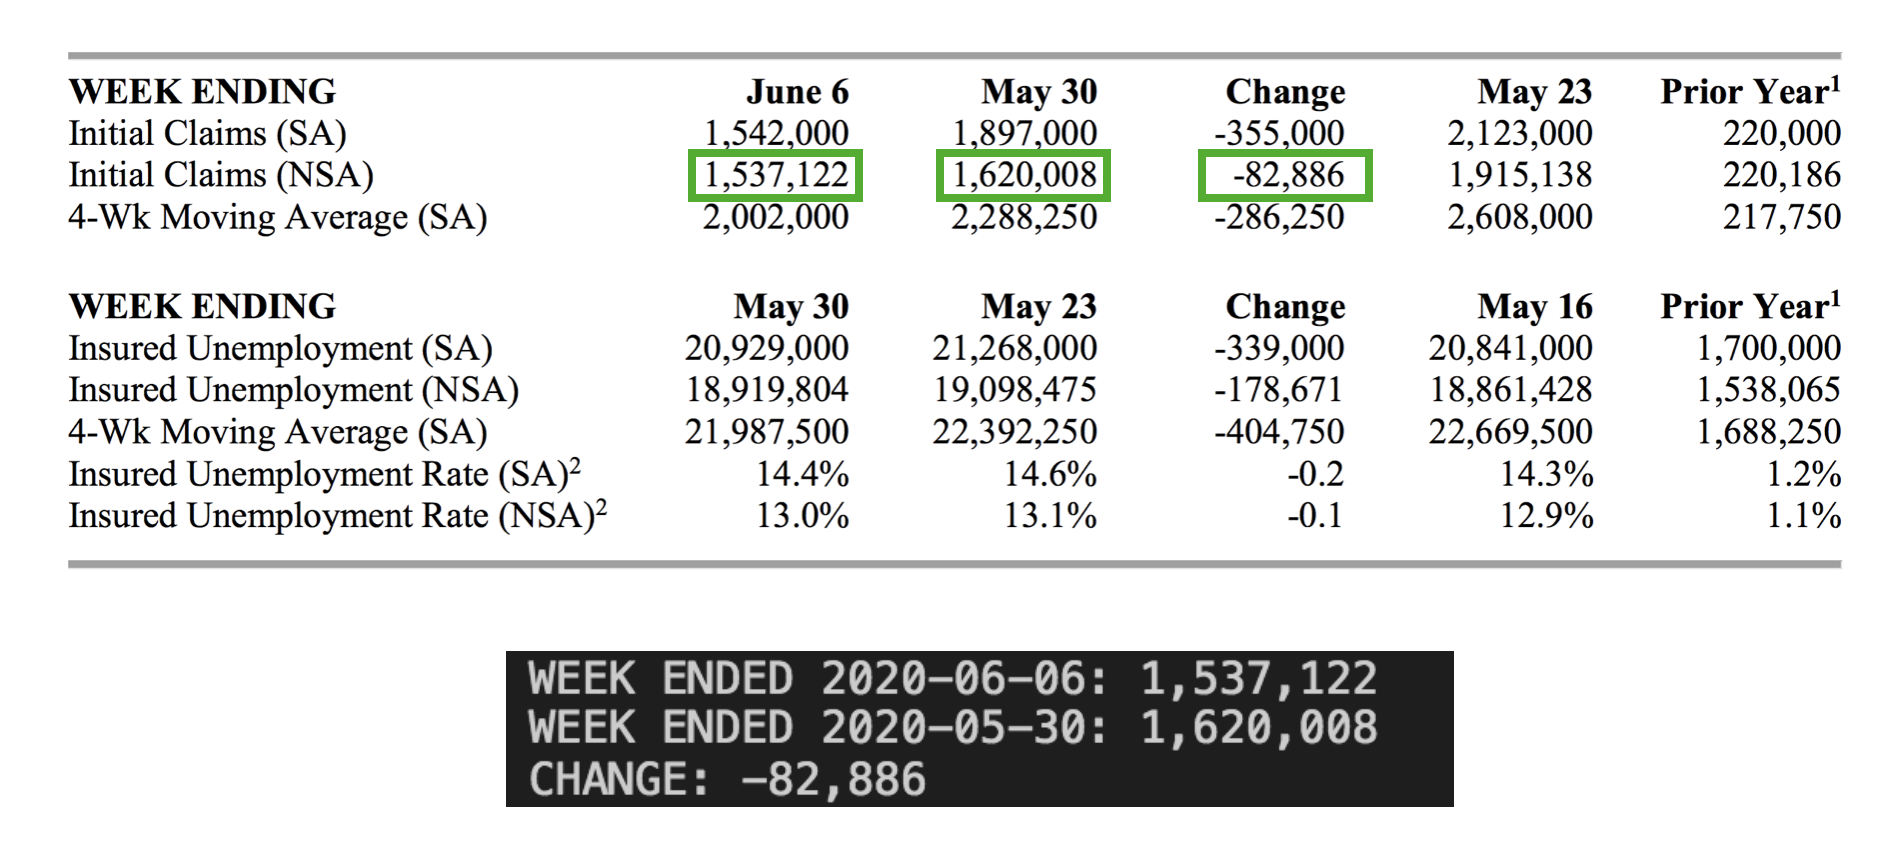 WEEK ENDING June 6 May 30 Change May 23 Prior Year¹
Initial Claims (SA) 1,542,000 1,897,000 -355,000 2,123,000 220,000
Initial Claims (NSA) 1,537,122 1,620,008 -82,886 1,915,138 220,186
4-Wk Moving Average (SA) 2,002,000 2,288,250 -286,250 2,608,000 217,750
WEEK ENDING May 30 May 23 Change May 16 Prior Year¹
Insured Unemployment (SA) 20,929,000 21,268,000 -339,000 20,841,000 1,700,000
Insured Unemployment (NSA) 18,919,804 19,098,475 -178,671 18,861,428 1,538,065
4-Wk Moving Average (SA) 21,987,500 22,392,250 -404,750 22,669,500 1,688,250
Insured Unemployment Rate (SA)² 14.4% 14.6% -0.2 14.3% 1.2%
Insured Unemployment Rate (NSA)² 13.0% 13.1% -0.1 12.9% 1.1%
WEEK ENDED 2020-06-06: 1,537,122
WEEK ENDED 2020-05-30: 1,620,008
CHANGE: -82,886